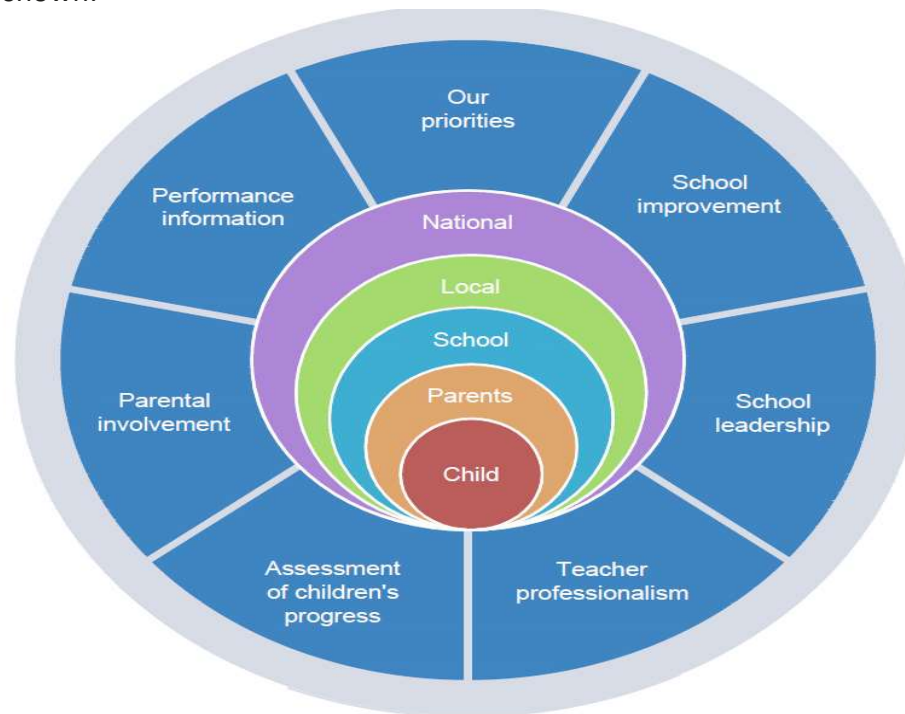 Our
priorities
School
improvement
School
leadership
Teacher
professionalism
Assessment
of children's
progress
Parental
involvement
Performance
information
National
Local
School
Parents
Child